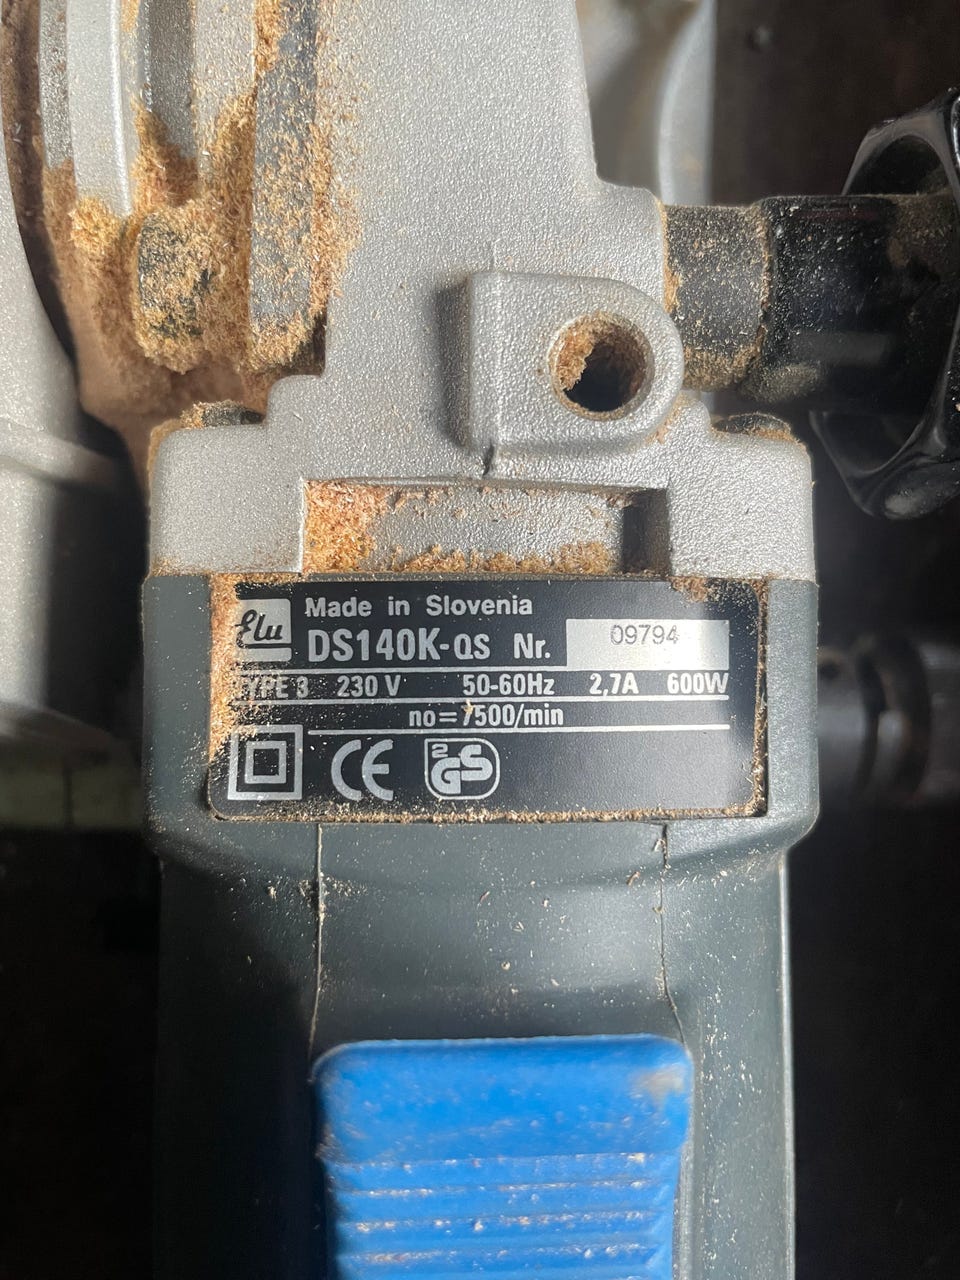 Elu
Made in Slovenia
DS140K-QS Nr. 09794
TYPE 3 230 V 50-60Hz 2,7A 600W
no=7500/min
CE
2 GS